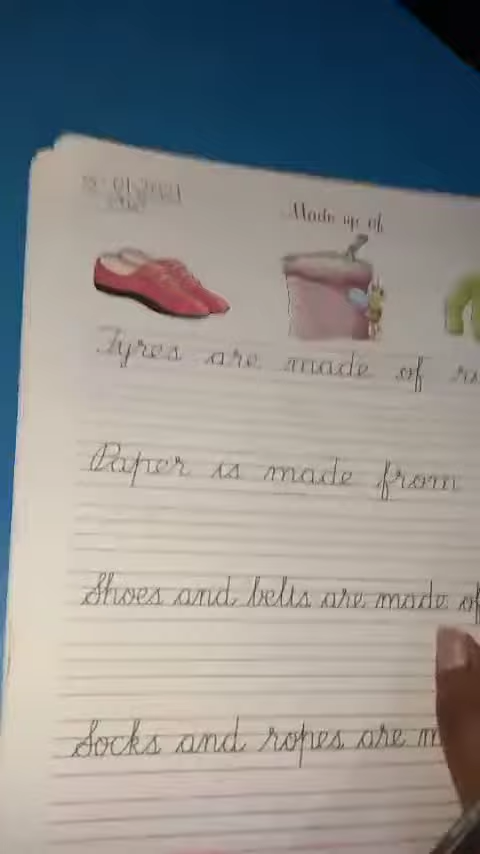 Made up of
Tyres are made of
Paper is made from
Shoes and belts are made of
Socks and ropes are